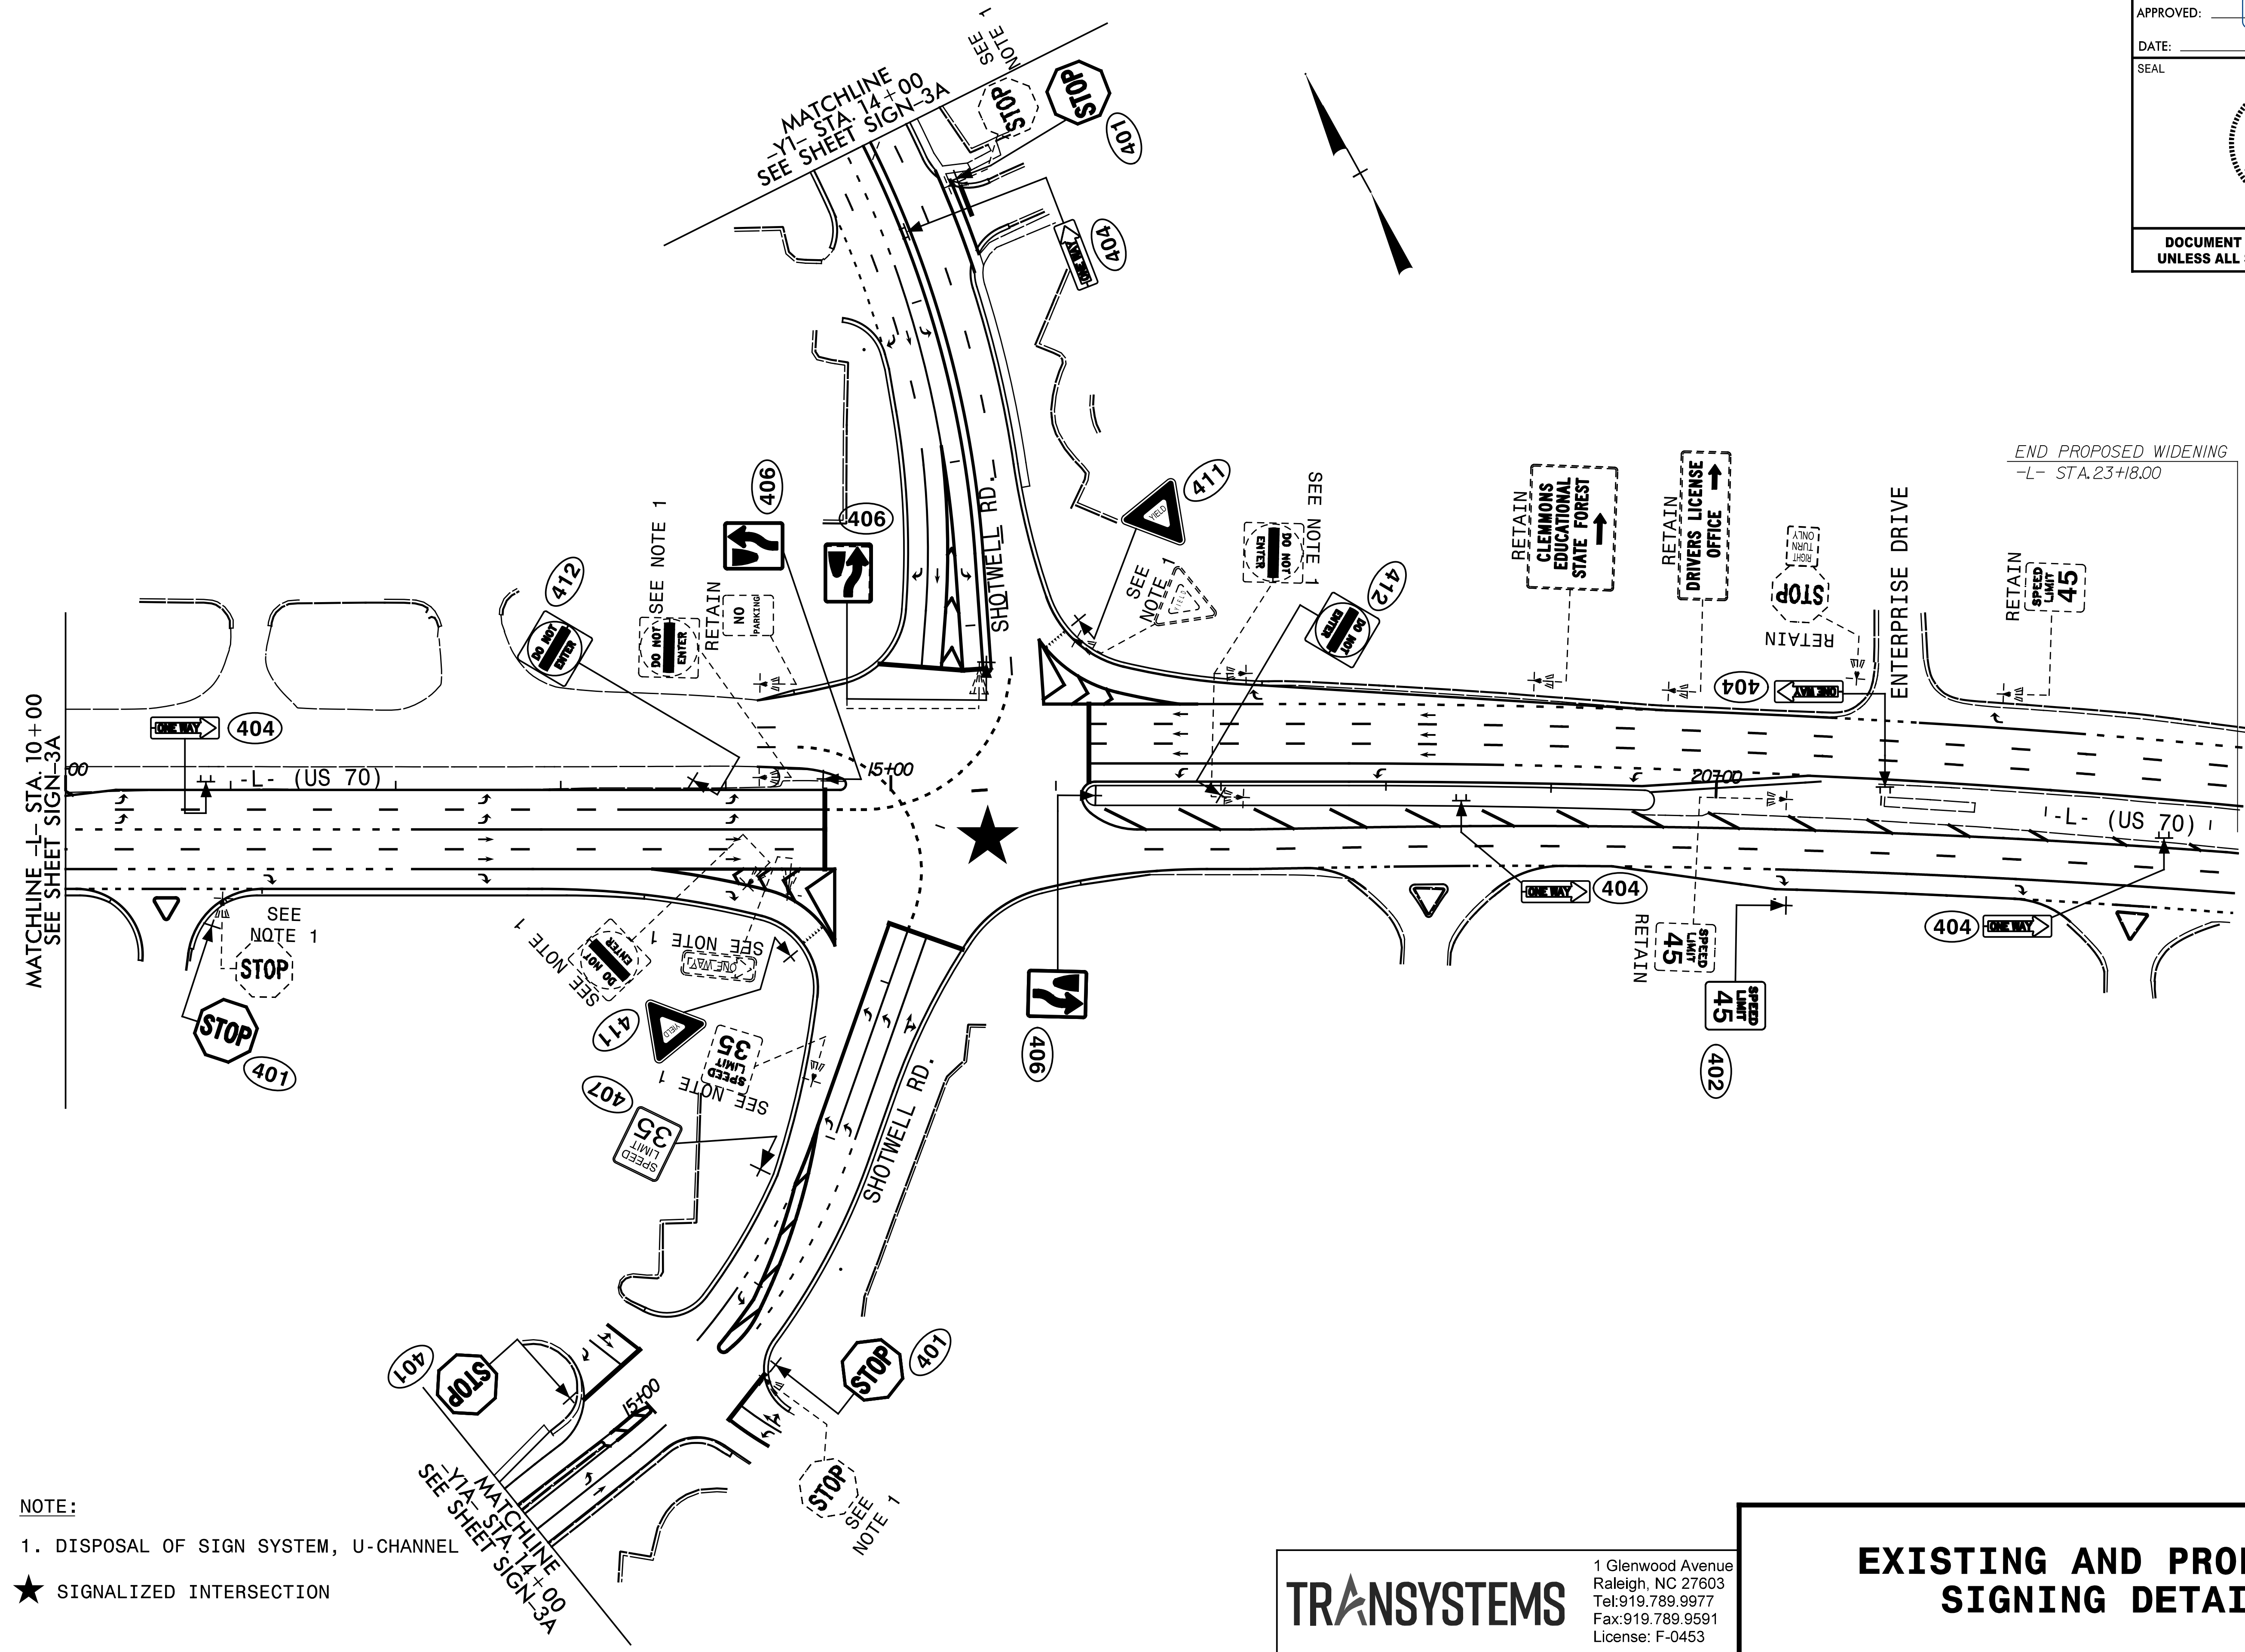 APPROVED:
DATE:
SEAL
DOCUMENT
UNLESS ALL
SEE
NOTE 1
STOP
STOP
401
MATCHLINE
-Y1- STA. 14+00
SEE SHEET SIGN-3A
ONE WAY
404
SHOTWELL RD.
406
406
YIELD
411
SEE
NOTE 1
YIELD
DO NOT
ENTER
SEE NOTE 1
DO NOT
ENTER
412
RETAIN
CLEMMONS
EDUCATIONAL
STATE FOREST
RETAIN
DRIVERS LICENSE
OFFICE
RIGHT
TURN
ONLY
STOP
RETAIN
ENTERPRISE DRIVE
END PROPOSED WIDENING
-L- STA.23+18.00
RETAIN
SPEED
LIMIT
45
412
DO NOT
ENTER
DO NOT
ENTER
SEE NOTE 1
RETAIN
NO
PARKING
ONE WAY
404
ONE WAY
404
MATCHLINE -L- STA. 10+00
SEE SHEET SIGN-3A
00
-L- (US 70)
15+00
20+00
-L- (US 70)
ONE WAY
404
404
ONE WAY
SEE
NOTE 1
STOP
STOP
401
DO NOT
ENTER
SEE NOTE 1
SEE NOTE 1
ONE WAY
YIELD
411
SPEED
LIMIT
35
SEE NOTE 1
407
SPEED
LIMIT
35
406
RETAIN
SPEED
LIMIT
45
SPEED
LIMIT
45
402
SHOTWELL RD.
401
STOP
15+00
STOP
401
STOP
SEE
NOTE 1
MATCHLINE
-Y1A- STA. 14+00
SEE SHEET SIGN-3A
NOTE:
1. DISPOSAL OF SIGN SYSTEM, U-CHANNEL
SIGNALIZED INTERSECTION
TRANSYSTEMS
1 Glenwood Avenue
Raleigh, NC 27603
Tel:919.789.9977
Fax:919.789.9591
License: F-0453
EXISTING AND
SIGNING